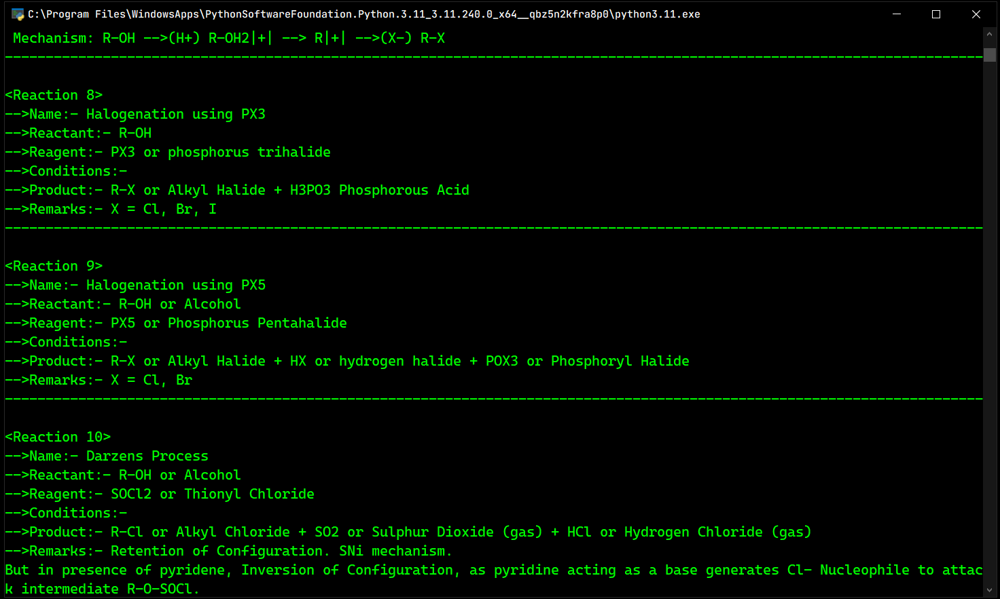 C:\Program Files\WindowsApps\PythonSoftwareFoundation.Python.3.11_3.11.240.0_x64__qbz5n2kfra8p0\python3.11.exe
Mechanism: R-OH -->(H+) R-OH2|+| --> R|+| -->(X-) R-X
------------------------------------------------------------------------------------------------------------------------
<Reaction 8>
-->Name:- Halogenation using PX3
-->Reactant:- R-OH
-->Reagent:- PX3 or phosphorus trihalide
-->Conditions:-
-->Product:- R-X or Alkyl Halide + H3PO3 Phosphorous Acid
-->Remarks:- X = Cl, Br, I
------------------------------------------------------------------------------------------------------------------------
<Reaction 9>
-->Name:- Halogenation using PX5
-->Reactant:- R-OH or Alcohol
-->Reagent:- PX5 or Phosphorus Pentahalide
-->Conditions:-
-->Product:- R-X or Alkyl Halide + HX or hydrogen halide + POX3 or Phosphoryl Halide
-->Remarks:- X = Cl, Br
------------------------------------------------------------------------------------------------------------------------
<Reaction 10>
-->Name:- Darzens Process
-->Reactant:- R-OH or Alcohol
-->Reagent:- SOCl2 or Thionyl Chloride
-->Conditions:-
-->Product:- R-Cl or Alkyl Chloride + SO2 or Sulphur Dioxide (gas) + HCl or Hydrogen Chloride (gas)
-->Remarks:- Retention of Configuration. SNi mechanism.
But in presence of pyridene, Inversion of Configuration, as pyridine acting as a base generates Cl- Nucleophile to attac
k intermediate R-O-SOCl.